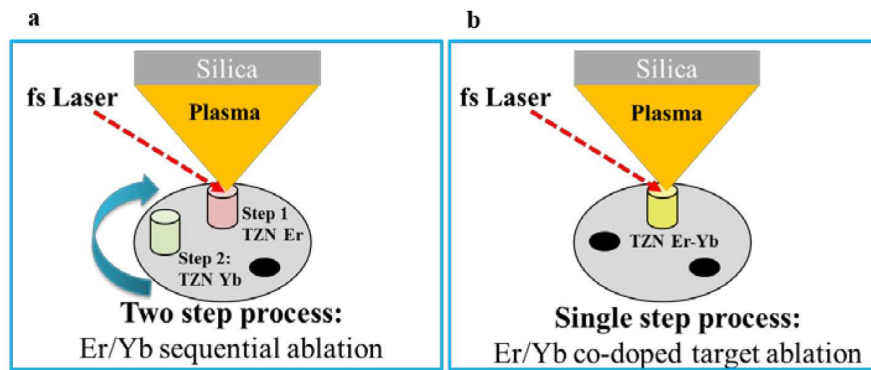 a
Silica
fs Laser
Plasma
Step 1
TZN Er
Step 2:
TZN Yb
Two step process:
Er/Yb sequential ablation
b
Silica
fs Laser
Plasma
TZN Er-Yb
Single step process:
Er/Yb co-doped target ablation